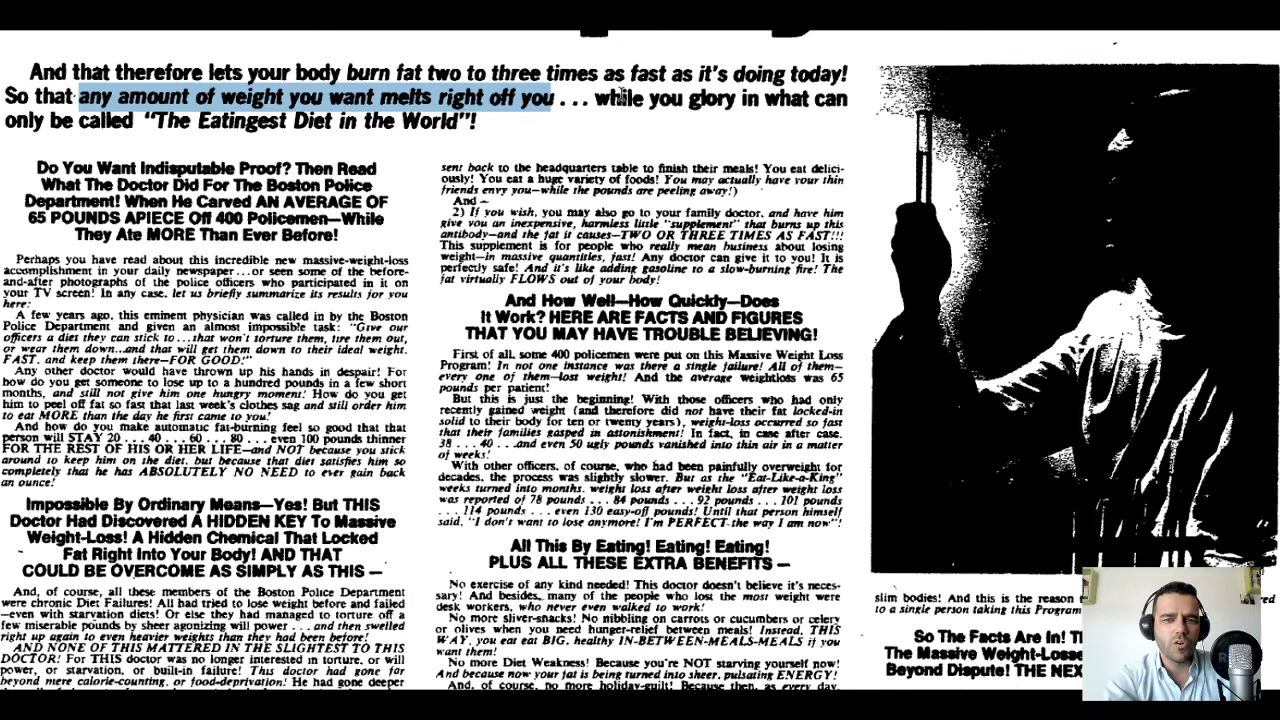 And that therefore lets your body burn fat two to three times as fast as it's doing today!
So that any amount of weight you want melts right off you . . . while you glory in what can
only be called "The Eatingest Diet in the World"!
Do You Want Indisputable Proof? Then Read
What The Doctor Did For The Boston Police
Department! When He Carved AN AVERAGE OF
65 POUNDS APIECE Off 400 Policemen—While
They Ate MORE Than Ever Before!
Perhaps you have read about this incredible new massive-weight-loss
accomplishment in your daily newspaper...or seen some of the before-
and-after photographs of the police officers who participated in it on
your TV screen! In any case, let us briefly summarize its results for you
here:
A few years ago, this eminent physician was called in by the Boston
Police Department and given an almost impossible task: "Give our
officers a diet they can stick to...that won't torture them, tire them out,
or wear them down...and that will get them down to their ideal weight.
FAST, and keep them there—FOR GOOD!"
Any other doctor would have thrown up his hands in despair! For
how do you get someone to lose up to a hundred pounds in a few short
months, and still not give him one hungry moment! How do you get
him to peel off fat so fast that last week's clothes sag and still order him
to eat MORE than the day he first came to you!
And how do you make automatic fat-burning feel so good that that
person will STAY 20 . . . 40 . . . 60 . . . 80 . . . even 100 pounds thinner
FOR THE REST OF HIS OR HER LIFE—and NOT because you stick
around to keep him on the diet, but because that diet satisfies him so
completely that he has ABSOLUTELY NO NEED to ever gain back
an ounce!
Impossible By Ordinary Means—Yes! But THIS
Doctor Had Discovered A HIDDEN KEY To Massive
Weight-Loss! A Hidden Chemical That Locked
Fat Right Into Your Body! AND THAT
COULD BE OVERCOME AS SIMPLY AS THIS —
And, of course, all these members of the Boston Police Department
were chronic Diet Failures! All had tried to lose weight before and failed
—even with starvation diets! Or else they had managed to torture off a
few miserable pounds by sheer agonizing will power . . . and then swelled
right up again to even heavier weights than they had been before!
AND NONE OF THIS MATTERED IN THE SLIGHTEST TO THIS
DOCTOR! For THIS doctor was no longer interested in torture, or will
power, or starvation, or built-in failure! This doctor had gone far
beyond mere calorie-counting, or food-deprivation! He had gone deeper
sent back to the headquarters table to finish their meals! You eat delici-
ously! You eat a huge variety of foods! You may actually have your thin
friends envy you—while the pounds are peeling away!)
And —
2) If you wish, you may also go to your family doctor, and have him
give you an inexpensive, harmless little "supplement" that burns up this
antibody—and the fat it causes—TWO OR THREE TIMES AS FAST!!!
This supplement is for people who really mean business about losing
weight—in massive quantities, fast! Any doctor can give it to you! It is
perfectly safe! And it's like adding gasoline to a slow-burning fire! The
fat virtually FLOWS out of your body!
And How Well—How Quickly—Does
It Work? HERE ARE FACTS AND FIGURES
THAT YOU MAY HAVE TROUBLE BELIEVING!
First of all, some 400 policemen were put on this Massive Weight Loss
Program! In not one instance was there a single failure! All of them—
every one of them—lost weight! And the average weightloss was 65
pounds per patient!
But this is just the beginning! With those officers who had only
recently gained weight (and therefore did not have their fat locked-in
solid to their body for ten or twenty years), weight-loss occurred so fast
that their families gasped in astonishment! In fact, in case after case,
38 . . . 40 . . .and even 50 ugly pounds vanished into thin air in a matter
of weeks!
With other officers, of course, who had been painfully overweight for
decades, the process was slightly slower. But as the "Eat-Like-a-King"
weeks turned into months, weight loss after weight loss after weight loss
was reported of 78 pounds . . . 84 pounds . . . 92 pounds . . . 101 pounds
. . . 114 pounds . . . even 130 easy-off pounds! Until that person himself
said, "I don't want to lose anymore! I'm PERFECT the way I am now"!
All This By Eating! Eating! Eating!
PLUS ALL THESE EXTRA BENEFITS —
No exercise of any kind needed! This doctor doesn't believe it's neces-
sary! And besides, many of the people who lost the most weight were
desk workers, who never even walked to work!
No more sliver-snacks! No nibbling on carrots or cucumbers or celery
or olives when you need hunger-relief between meals! Instead, THIS
WAY, you eat BIG, healthy IN-BETWEEN-MEALS-MEALS if you
want them!
No more Diet Weakness! Because you're NOT starving yourself now!
And because now your fat is being turned into sheer, pulsating ENERGY!
And, of course, no more holiday-guilt! Because then, as every day,
slim bodies! And this is the reason
to a single person taking this Program
So The Facts Are In!
The Massive Weight-Losse
Beyond Dispute! THE NEX